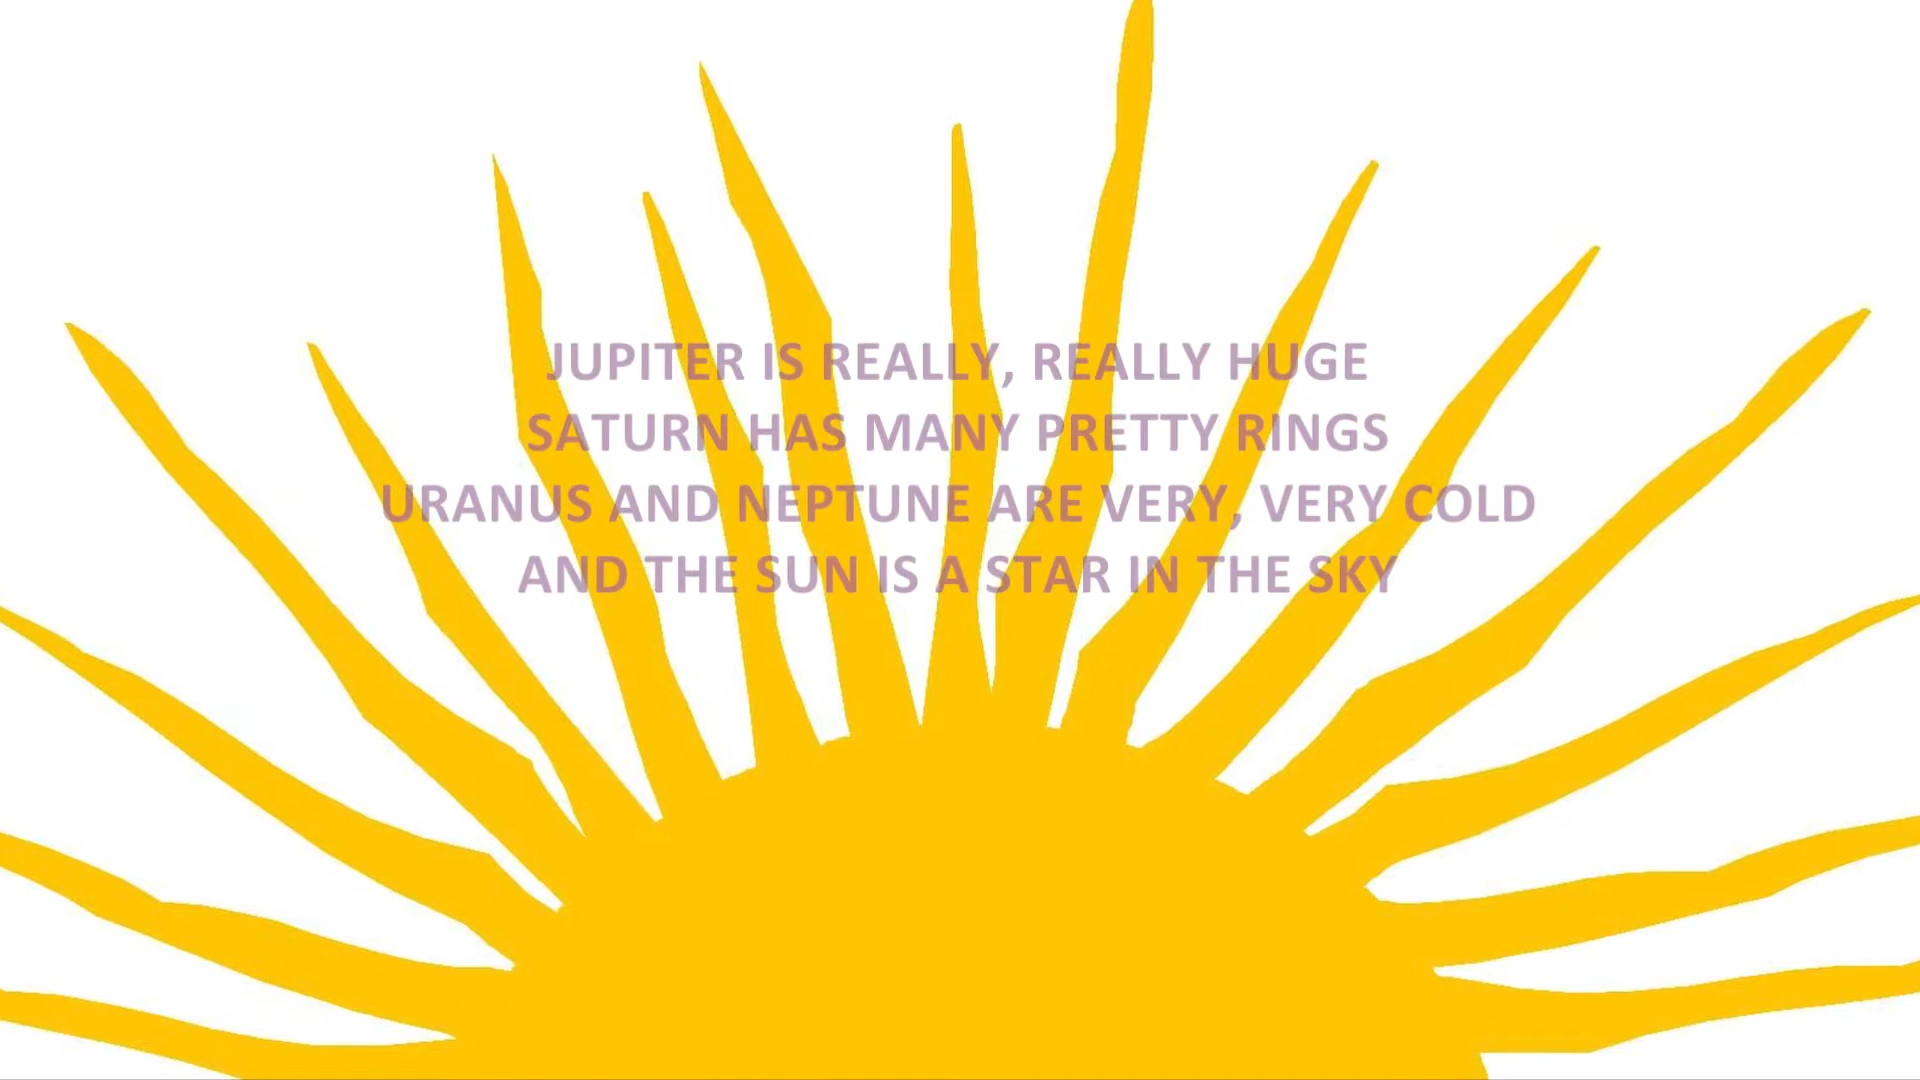 JUPITER IS REALLY, REALLY HUGE
SATURN HAS MANY PRETTY RINGS
URANUS AND NEPTUNE ARE VERY, VERY COLD
AND THE SUN IS A STAR IN THE SKY